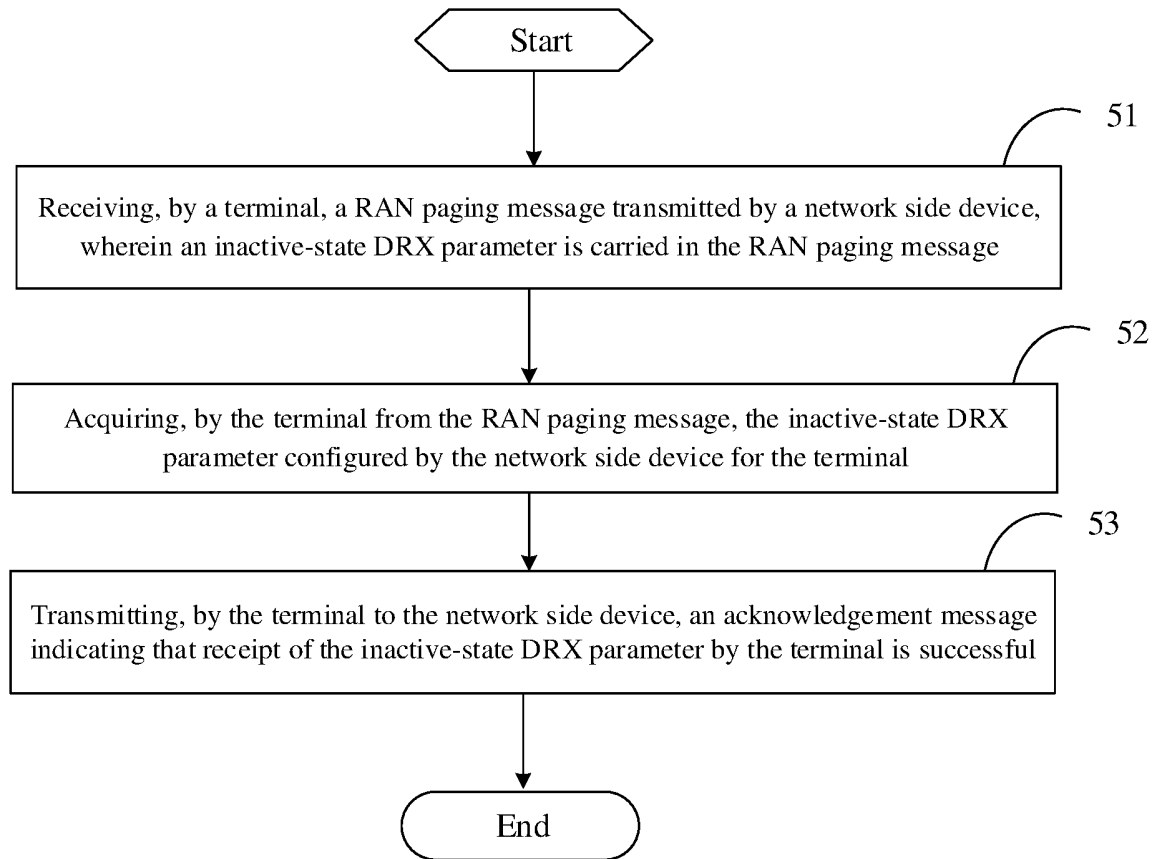 Start
51
Receiving, by a terminal, a RAN paging message transmitted by a network side device,
wherein an inactive-state DRX parameter is carried in the RAN paging message
52
Acquiring, by the terminal from the RAN paging message, the inactive-state DRX
parameter configured by the network side device for the terminal
53
Transmitting, by the terminal to the network side device, an acknowledgement message
indicating that receipt of the inactive-state DRX parameter by the terminal is successful
End